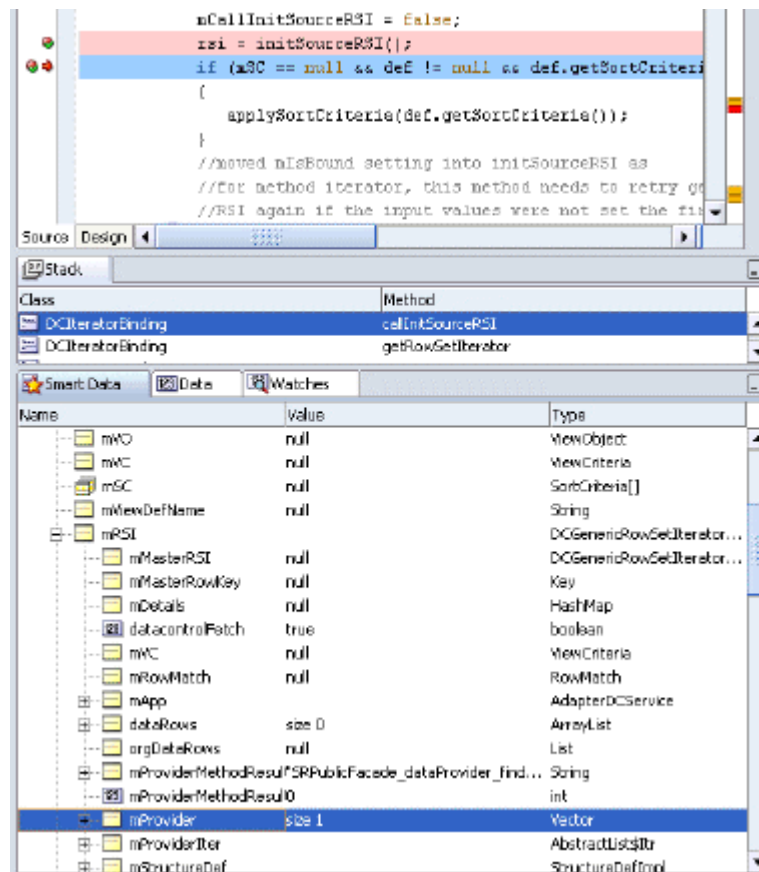 mCallInitSourceRSI = false;
rsi = initSourceRSI();
if (mSC == null && def != null && def.getSortCriteri
{
applySortCriteria(def.getSortCriteria());
}
//moved mIsBound setting into initSourceRSI as
//for method iterator, this method needs to retry ge
//RSI again if the input values were not set the fir
Source Design
Stack
Class Method
DCIteratorBinding callInitSourceRSI
DCIteratorBinding getRowSetIterator
Smart Data Data Watches
Name Value Type
mVO null ViewObject
mVC null ViewCriteria
mSC null SortCriteria[]
mViewDefName null String
mRSI DCGenericRowSetIterator...
mMasterRSI null DCGenericRowSetIterator...
mMasterRowKey null Key
mDetails null HashMap
datacontrolFetch true boolean
mVC null ViewCriteria
mRowMatch null RowMatch
mApp AdapterDCService
dataRows size 0 ArrayList
orgDataRows null List
mProviderMethodResul "SRPublicFacade_dataProvider_find... String
mProviderMethodResul 0 int
mProvider size 1 Vector
mProviderIter AbstractList$Itr
mStructureDef StructureDefImpl